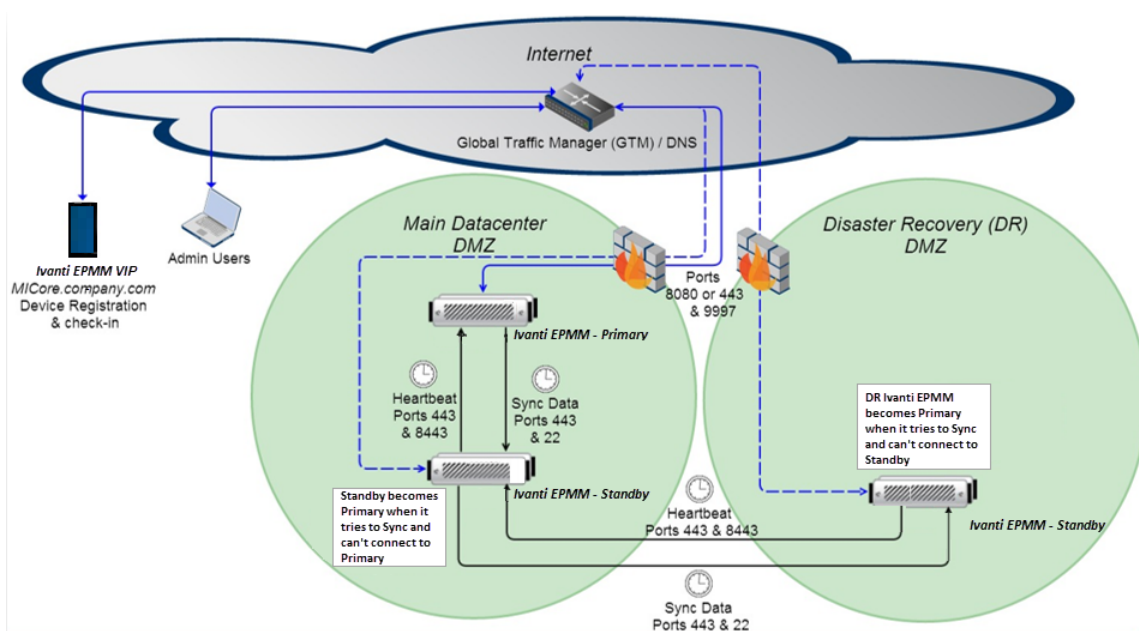 Internet
Global Traffic Manager (GTM) / DNS
Ivanti EPMM VIP
MICore.company.com
Device Registration
& check-in
Admin Users
Main Datacenter
DMZ
Disaster Recovery (DR)
DMZ
Ports
8080 or 443
& 9997
Ivanti EPMM - Primary
Heartbeat
Ports 443
& 8443
Sync Data
Ports 443
& 22
Ivanti EPMM - Standby
Standby becomes
Primary when it
tries to Sync and
can't connect to
Primary
DR Ivanti EPMM
becomes Primary
when it tries to Sync
and can't connect to
Standby
Ivanti EPMM - Standby
Heartbeat
Ports 443 & 8443
Sync Data
Ports 443 & 22